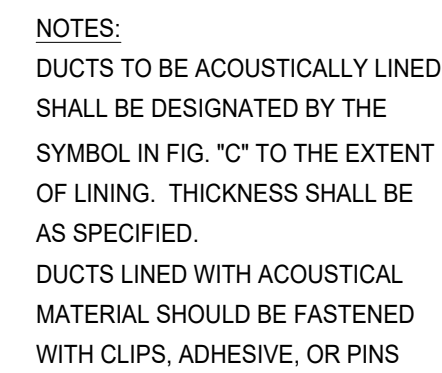 NOTES:
DUCTS TO BE ACOUSTICALLY LINED
SHALL BE DESIGNATED BY THE
SYMBOL IN FIG. "C" TO THE EXTENT
OF LINING.  THICKNESS SHALL BE
AS SPECIFIED.
DUCTS LINED WITH ACOUSTICAL
MATERIAL SHOULD BE FASTENED
WITH CLIPS, ADHESIVE, OR PINS